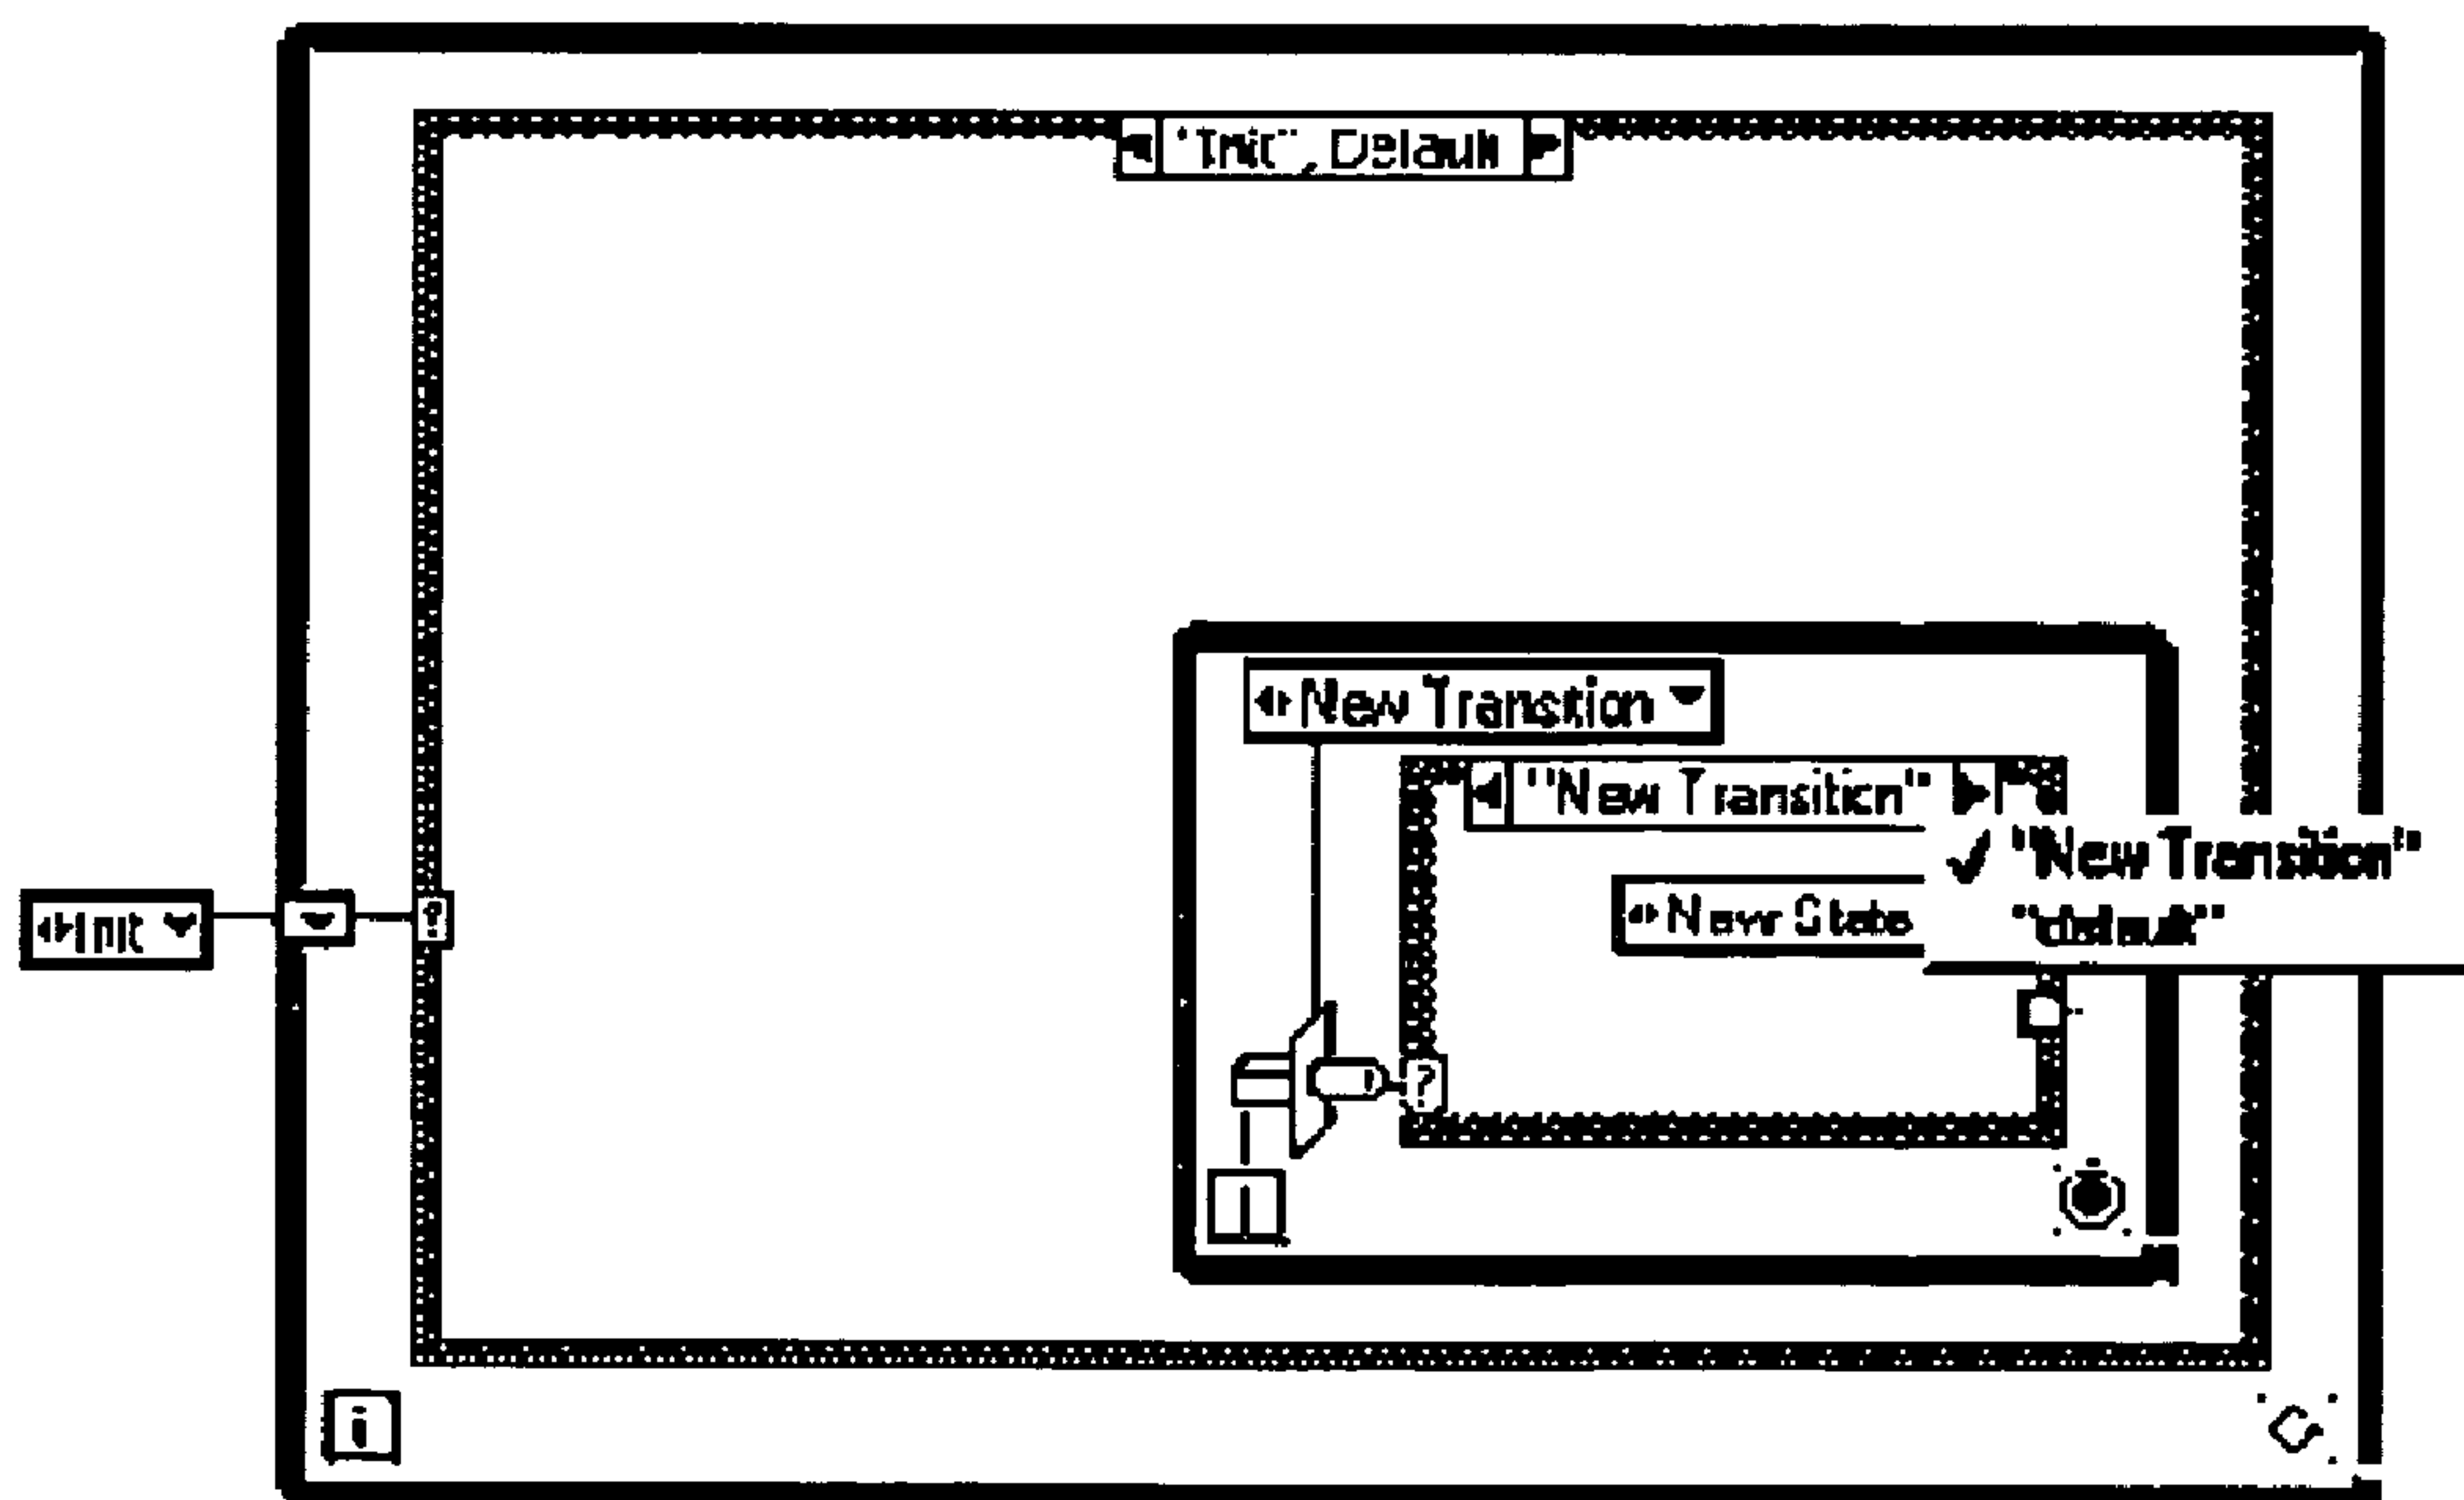 "Init", Default
New Transition
"New Transition"
"New Transition"
Init
New State
"default"
?
i
i